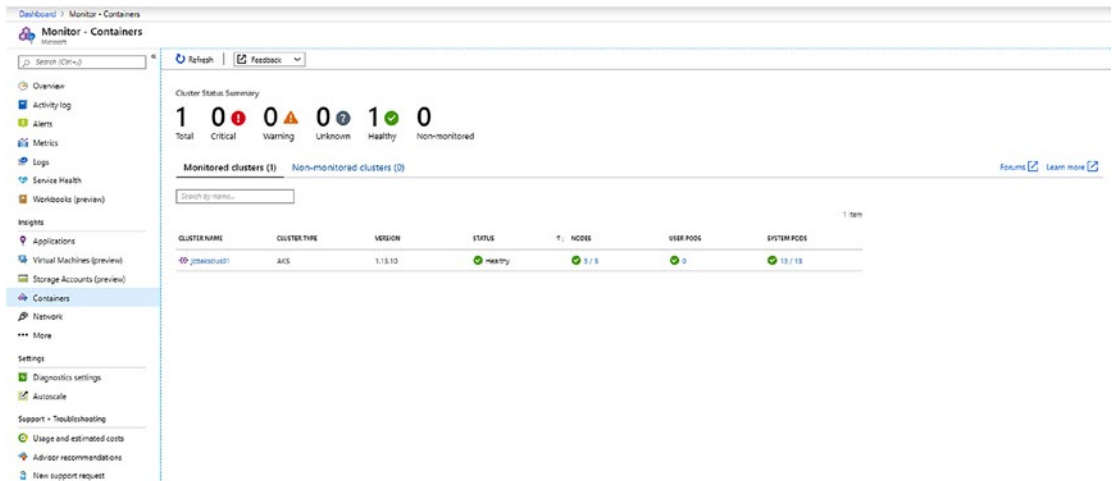 Dashboard > Monitor - Containers
Monitor - Containers
Microsoft
Search (Ctrl+/)
Refresh Feedback
Overview
Activity log
Alerts
Metrics
Logs
Service Health
Workbooks (preview)
Insights
Applications
Virtual Machines (preview)
Storage Accounts (preview)
Containers
Network
More
Settings
Diagnostics settings
Autoscale
Support + Troubleshooting
Usage and estimated costs
Advisor recommendations
New support request
Cluster Status Summary
1 0 0 0 1 0
Total Critical Warning Unknown Healthy Non-monitored
Monitored clusters (1) Non-monitored clusters (0) Forums Learn more
Search by name...
1 item
CLUSTER NAME CLUSTER TYPE VERSION STATUS NODES USER PODS SYSTEM PODS
AKS 1.13.10 Healthy 0